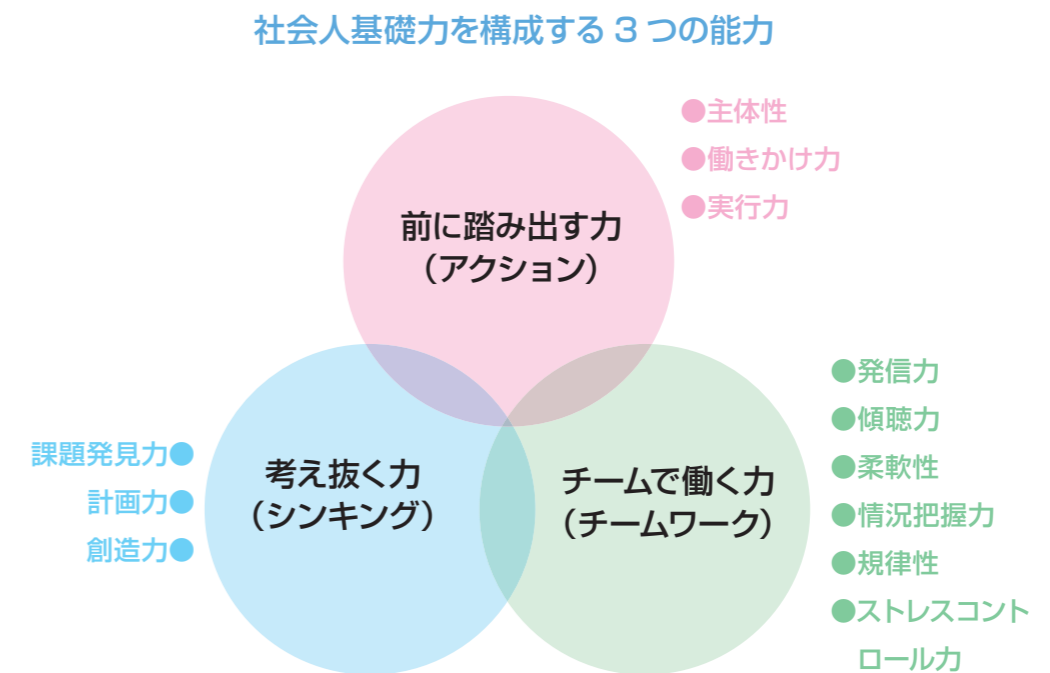 社会人基礎力を構成する3つの能力
●主体性
●働きかけ力
●実行力
前に踏み出す力
（アクション）
課題発見力●
計画力●
創造力●
考え抜く力
（シンキング）
チームで働く力
（チームワーク）
●発信力
●傾聴力
●柔軟性
●情況把握力
●規律性
●ストレスコント
ロール力